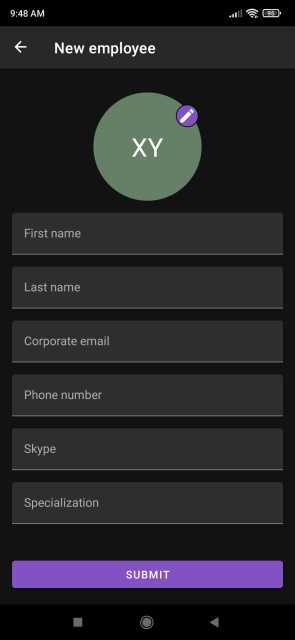 9:48 AM 95
New employee
XY
First name
Last name
Corporate email
Phone number
Skype
Specialization
SUBMIT